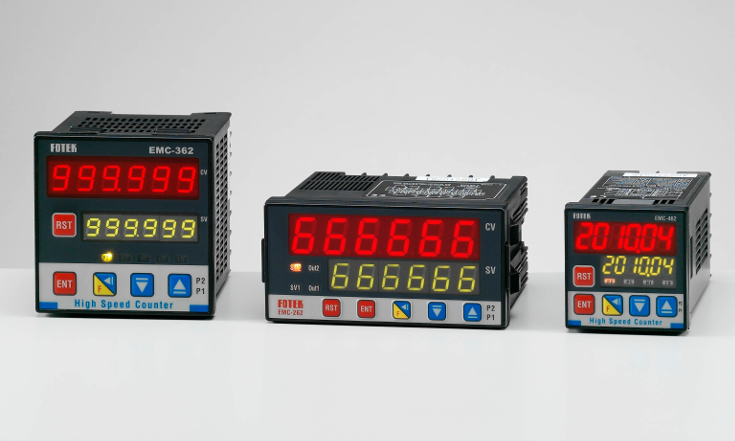 FOTEK
EMC-362
999.999 CV
999.999 SV
RST
ENT F P2
P1
High Speed Counter
666666 CV
Out2 666666 SV
SV1 Out1
FOTEK RST ENT F P2
EMC-262 P1
FOTEK EMC-462
2010.04
2010.04
RST
ENT F
High Speed Counter